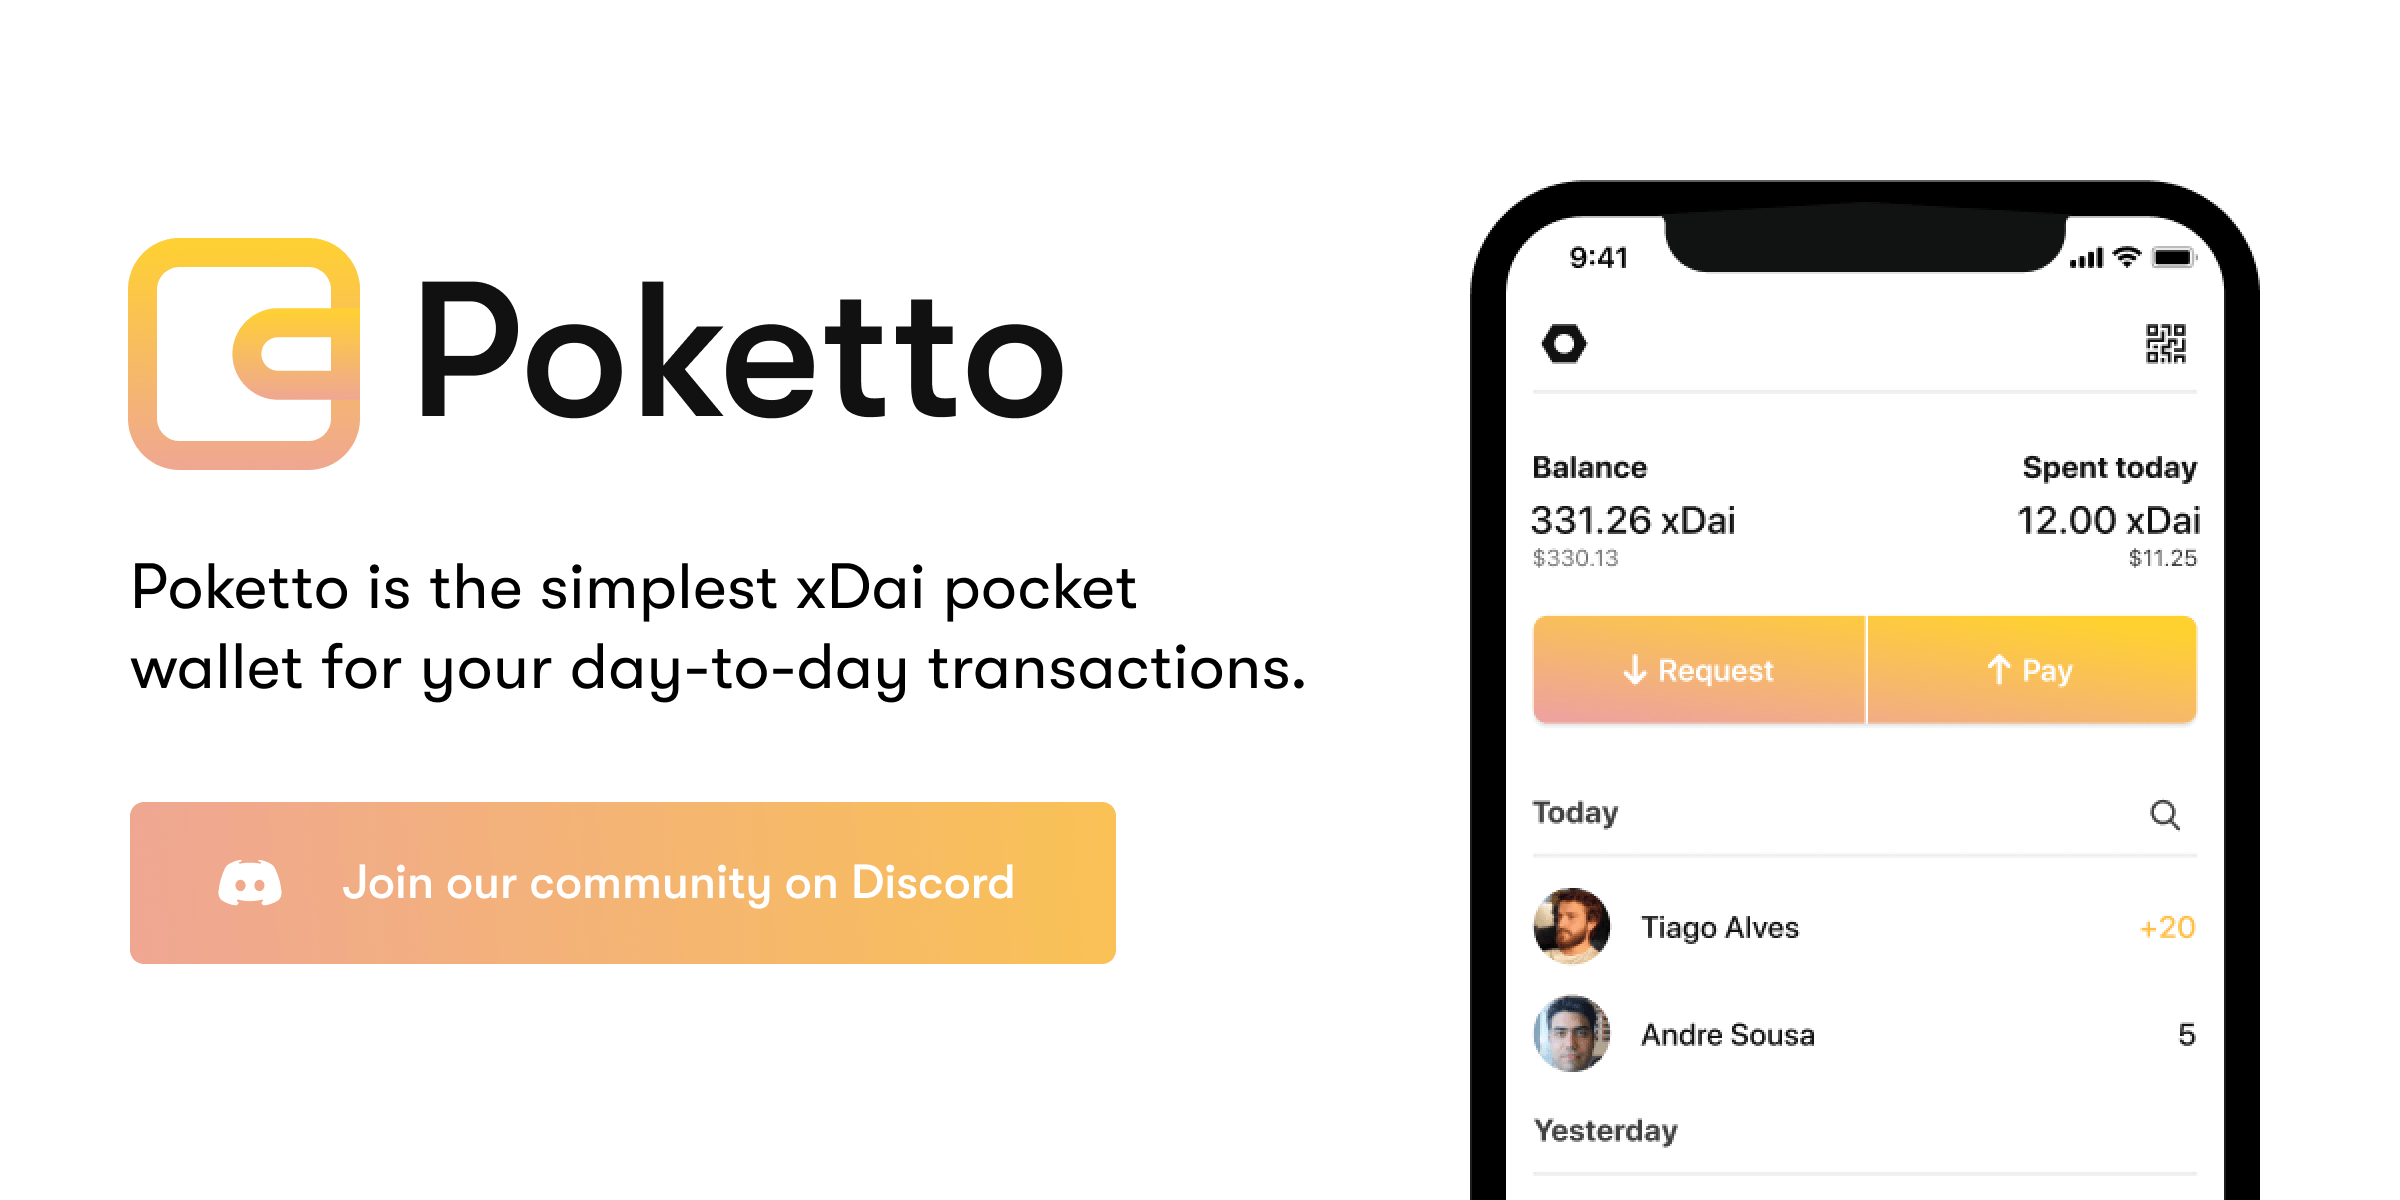 Poketto
Poketto is the simplest xDai pocket
wallet for your day-to-day transactions.
Join our community on Discord
9:41
Balance
Spent today
331.26 xDai
12.00 xDai
$330.13
$11.25
↓ Request
↑ Pay
Today
Tiago Alves
+20
Andre Sousa
5
Yesterday